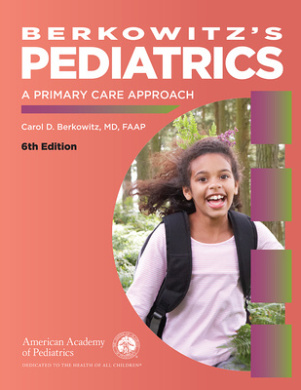 BERKOWITZ'S
PEDIATRICS
A PRIMARY CARE APPROACH
Carol D. Berkowitz, MD, FAAP
6th Edition
American Academy
of Pediatrics
DEDICATED TO THE HEALTH OF ALL CHILDREN®